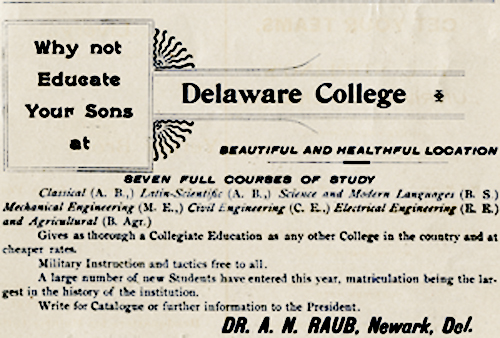 Why not
Educate
Your Sons
at
Delaware College
BEAUTIFUL AND HEALTHFUL LOCATION
SEVEN FULL COURSES OF STUDY
Classical (A. B.,) Latin-Scientific (A. B.,) Science and Modern Languages (B. S.)
Mechanical Engineering (M. E.,) Civil Engineering (C. E.,) Electrical Engineering (E. E.)
and Agricultural (B. Agr.)
Gives as thorough a Collegiate Education as any other College in the country and at
cheaper rates.
Military Instruction and tactics free to all.
A large number of new Students have entered this year, matriculation being the lar-
gest in the history of the institution.
Write for Catalogue or further information to the President.
DR. A. N. RAUB, Newark, Del.